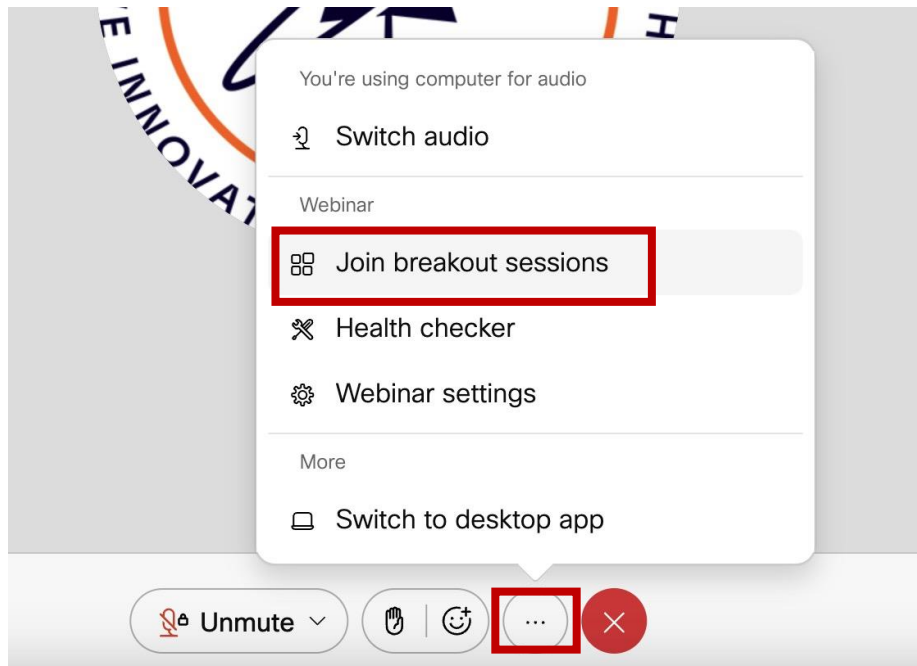 E INNOVAT
H
You're using computer for audio
Switch audio
Webinar
Join breakout sessions
Health checker
Webinar settings
More
Switch to desktop app
Unmute